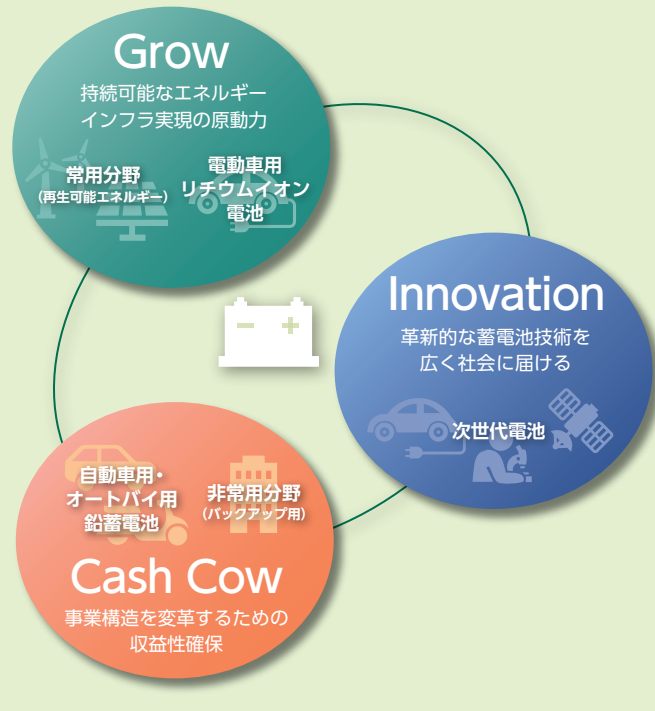 Grow
持続可能なエネルギー
インフラ実現の原動力
常用分野
（再生可能エネルギー）
電動車用
リチウムイオン
電池
Innovation
革新的な蓄電池技術を
広く社会に届ける
次世代電池
自動車用・
オートバイ用
鉛蓄電池
非常用分野
（バックアップ用）
Cash Cow
事業構造を変革するための
収益性確保